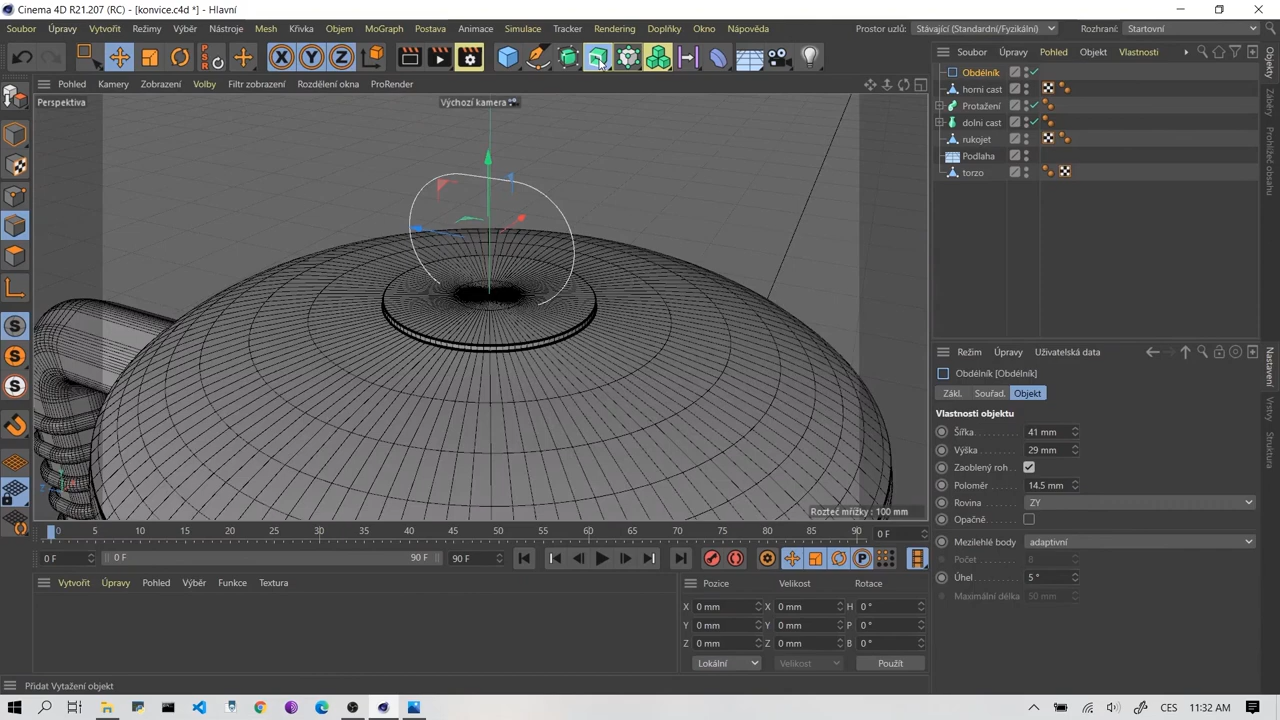 Cinema 4D R21.207 (RC) - [konvice.c4d *] - Hlavní
Soubor Úpravy Vytvořit Režimy Výběr Nástroje Mesh Křivka Objem MoGraph Postava Animace Simulace Tracker Rendering Doplňky Okno Nápověda
Prostor uzlů: Stávající (Standardní/Fyzikální) Rozhraní: Startovní
X Y Z P S R
Soubor Úpravy Pohled Objekt Vlastnosti
Pohled Kamery Zobrazení Volby Filtr zobrazení Rozdělení okna ProRender
Perspektiva
Výchozí kamera
Obdélník
horni cast
Protažení
dolni cast
rukojet
Podlaha
torzo
Objekty
Záběry
Prohlížeč obsahu
Režim Úpravy Uživatelská data
Obdélník [Obdélník]
Zákl. Souřad. Objekt
Vlastnosti objektu
Šířka 41 mm
Výška 29 mm
Zaoblený roh
Poloměr 14.5 mm
Rovina ZY
Opačně
Mezilehlé body adaptivní
Počet 8
Úhel 5 °
Maximální délka 50 mm
Nastavení
Vrstvy
Struktura
S
S
S
Rozteč mřížky : 100 mm
0 5 10 15 20 25 30 35 40 45 50 55 60 65 70 75 80 85 90 0 F
0 F 0 F 90 F 90 F P
Vytvořit Úpravy Pohled Výběr Funkce Textura
Pozice Velikost Rotace
X 0 mm X 0 mm H 0 °
Y 0 mm Y 0 mm P 0 °
Z 0 mm Z 0 mm B 0 °
Lokální Velikost Použít
Přidat Vytažení objekt
CES 11:32 AM